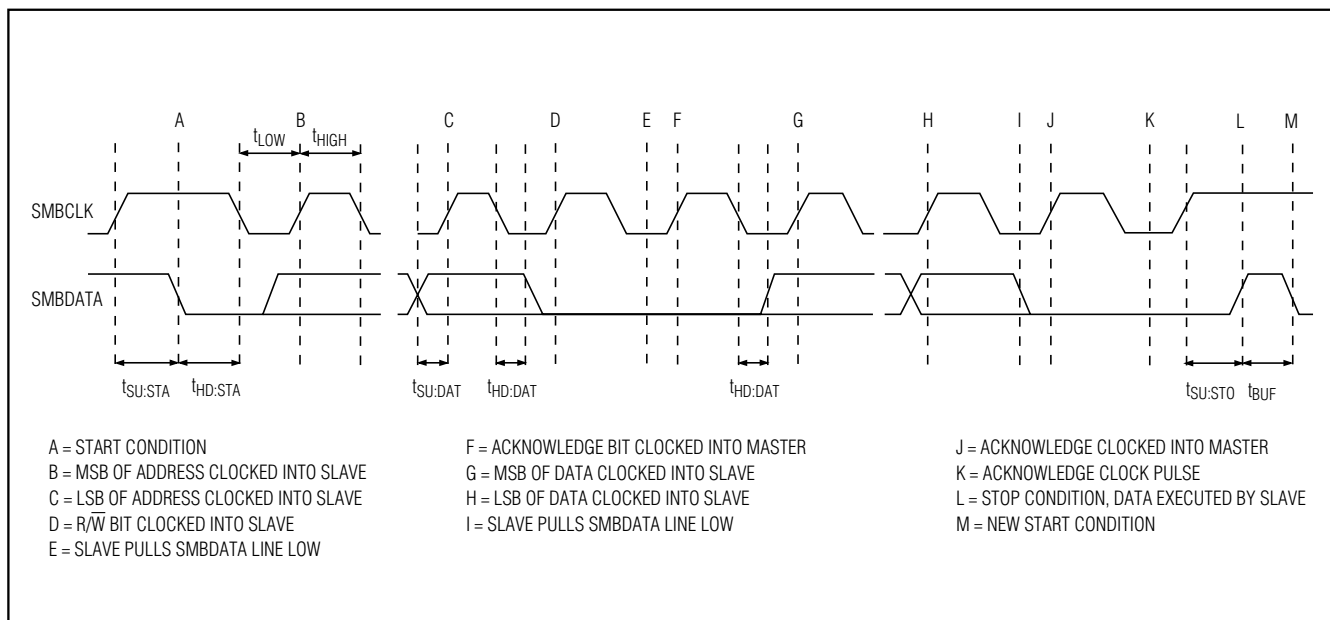 A B C D E F G H I J K L M
tLOW tHIGH
SMBCLK
SMBDATA
tSU:STA tHD:STA tSU:DAT tHD:DAT tHD:DAT tSU:STO tBUF
A = START CONDITION
B = MSB OF ADDRESS CLOCKED INTO SLAVE
C = LSB OF ADDRESS CLOCKED INTO SLAVE
D = R/W̅ BIT CLOCKED INTO SLAVE
E = SLAVE PULLS SMBDATA LINE LOW
F = ACKNOWLEDGE BIT CLOCKED INTO MASTER
G = MSB OF DATA CLOCKED INTO SLAVE
H = LSB OF DATA CLOCKED INTO SLAVE
I = SLAVE PULLS SMBDATA LINE LOW
J = ACKNOWLEDGE CLOCKED INTO MASTER
K = ACKNOWLEDGE CLOCK PULSE
L = STOP CONDITION, DATA EXECUTED BY SLAVE
M = NEW START CONDITION